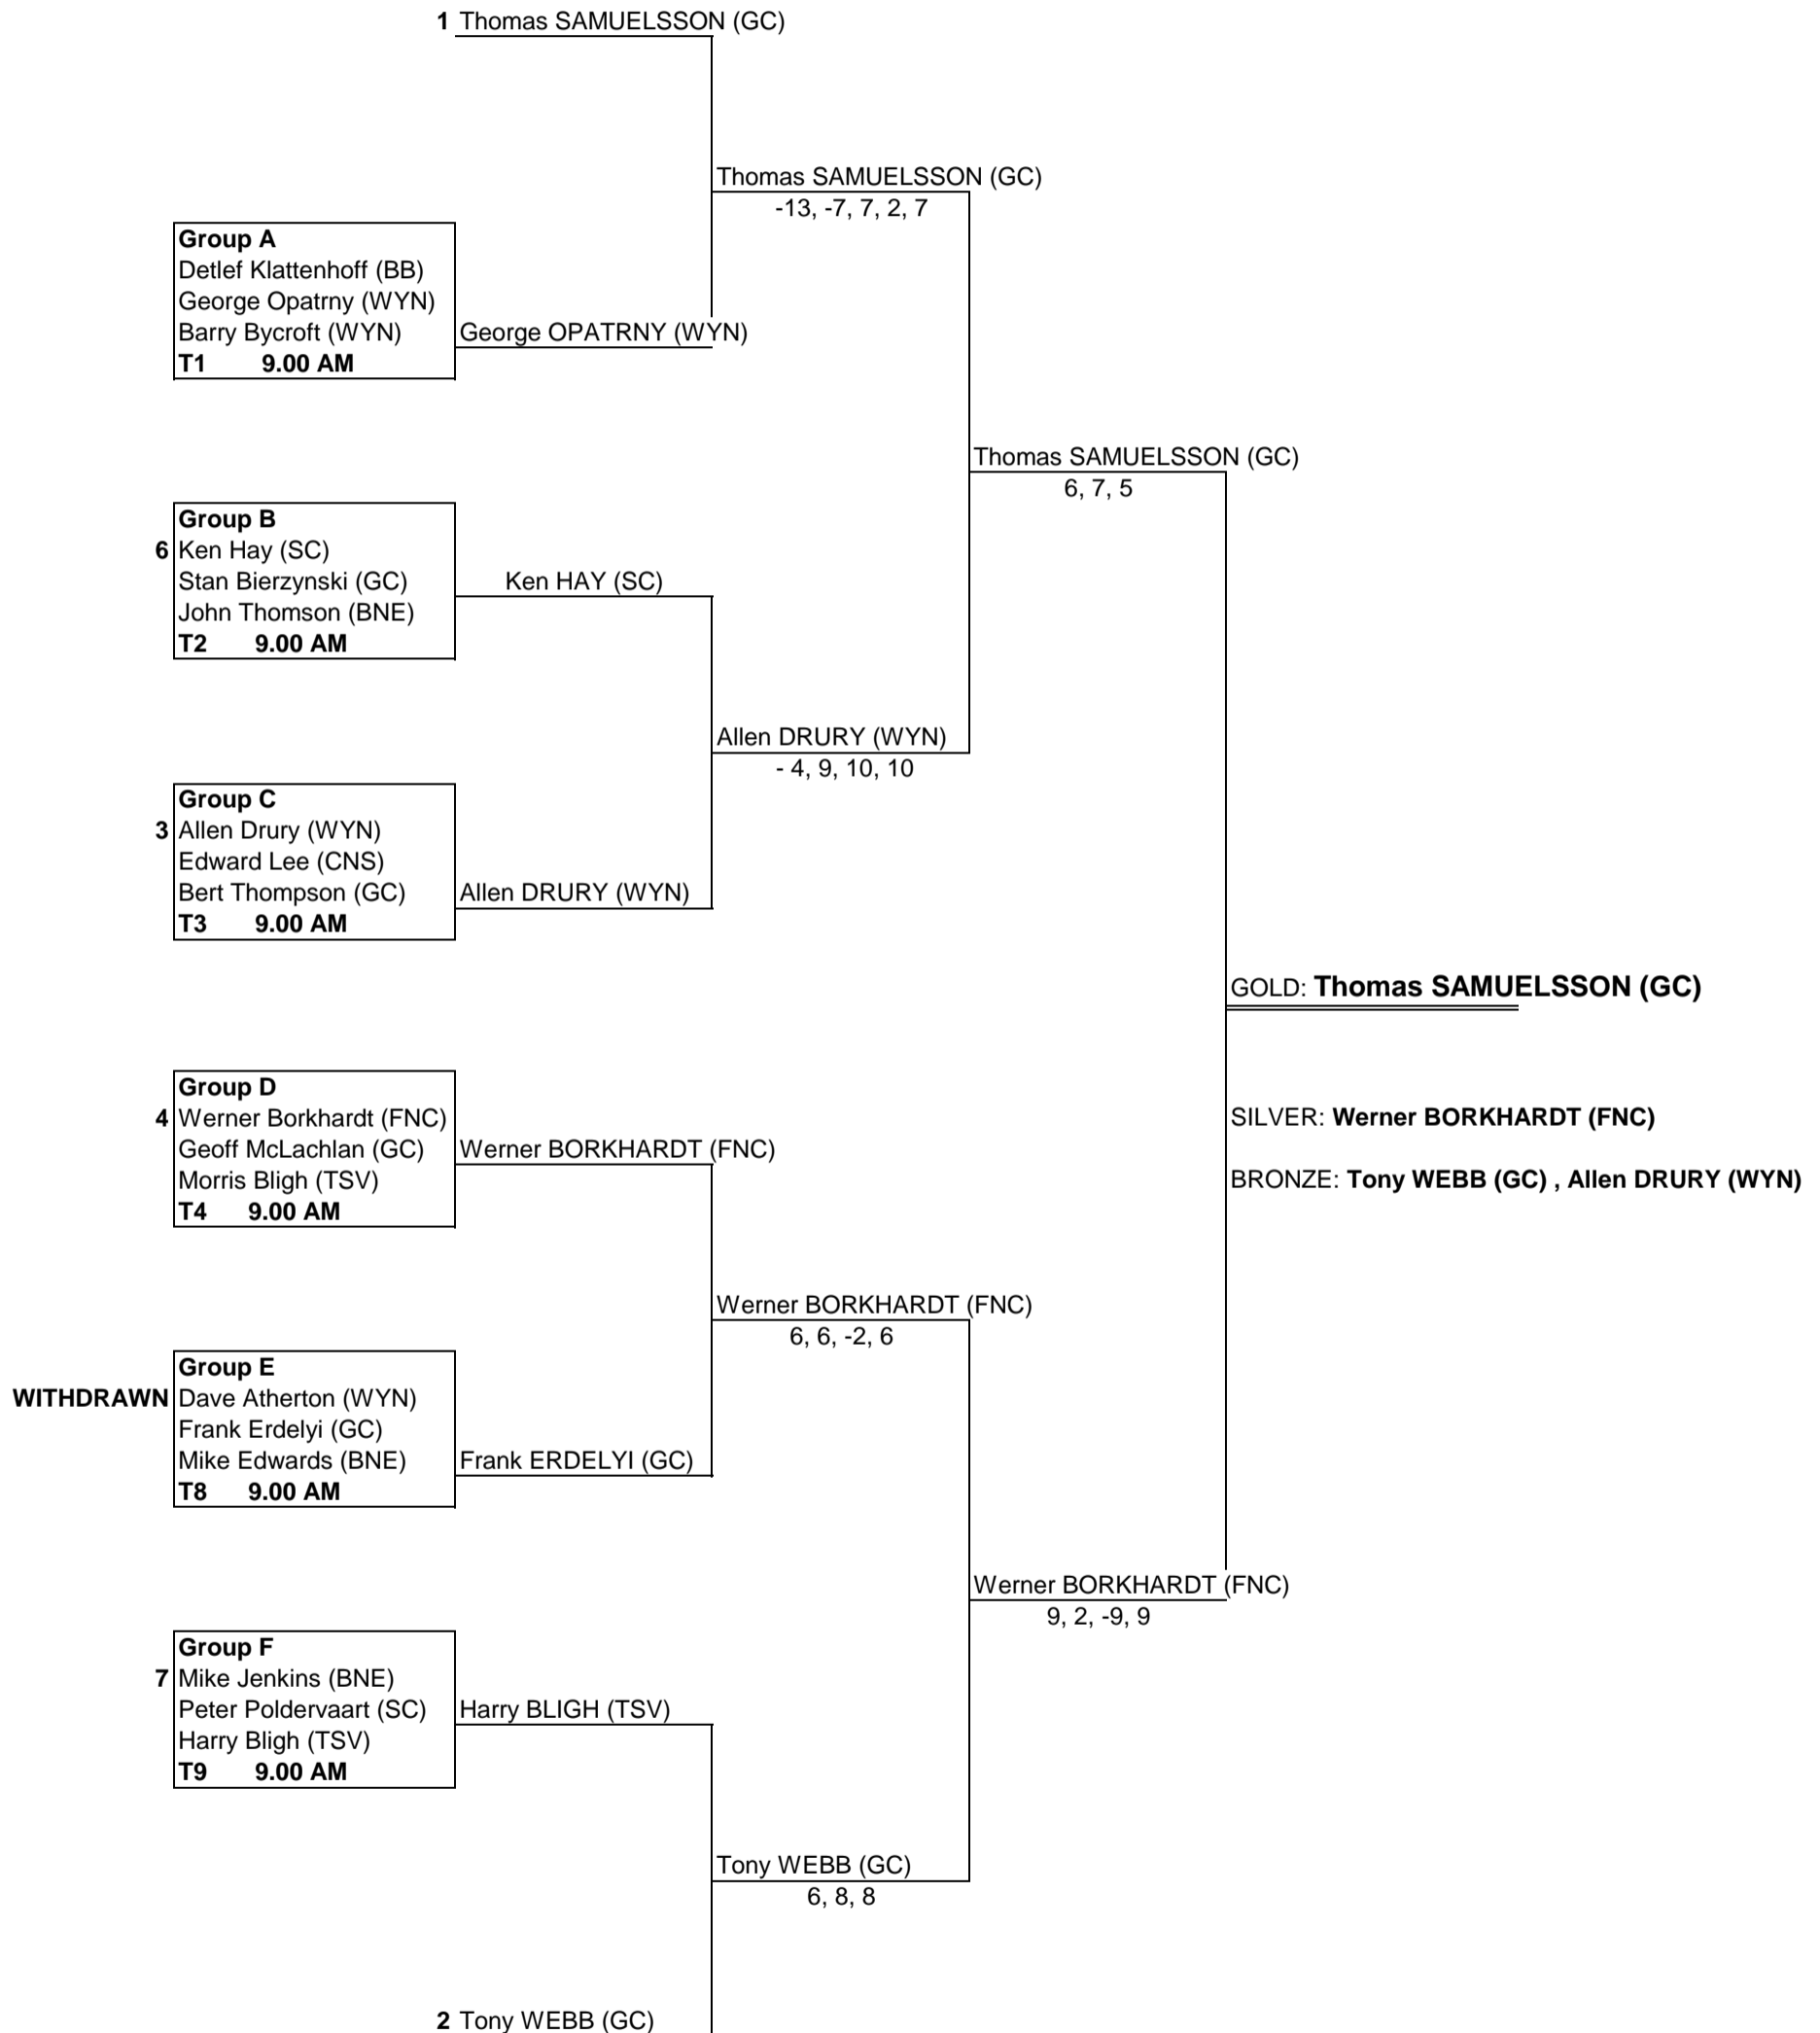 1 Thomas SAMUELSSON (GC)
Thomas SAMUELSSON (GC)
-13, -7, 7, 2, 7
Group A
Detlef Klattenhoff (BB)
George Opatrny (WYN)
Barry Bycroft (WYN)
George OPATRNY (WYN)
T1 9.00 AM
Thomas SAMUELSSON (GC)
6, 7, 5
Group B
6 Ken Hay (SC)
Stan Bierzynski (GC)
Ken HAY (SC)
John Thomson (BNE)
T2 9.00 AM
Allen DRURY (WYN)
- 4, 9, 10, 10
Group C
3 Allen Drury (WYN)
Edward Lee (CNS)
Bert Thompson (GC)
Allen DRURY (WYN)
T3 9.00 AM
GOLD: Thomas SAMUELSSON (GC)
Group D
4 Werner Borkhardt (FNC)
SILVER: Werner BORKHARDT (FNC)
Geoff McLachlan (GC)
Werner BORKHARDT (FNC)
Morris Bligh (TSV)
BRONZE: Tony WEBB (GC) , Allen DRURY (WYN)
T4 9.00 AM
Werner BORKHARDT (FNC)
6, 6, -2, 6
Group E
WITHDRAWN Dave Atherton (WYN)
Frank Erdelyi (GC)
Mike Edwards (BNE)
Frank ERDELYI (GC)
T8 9.00 AM
Werner BORKHARDT (FNC)
9, 2, -9, 9
Group F
7 Mike Jenkins (BNE)
Peter Poldervaart (SC)
Harry BLIGH (TSV)
Harry Bligh (TSV)
T9 9.00 AM
Tony WEBB (GC)
6, 8, 8
2 Tony WEBB (GC)